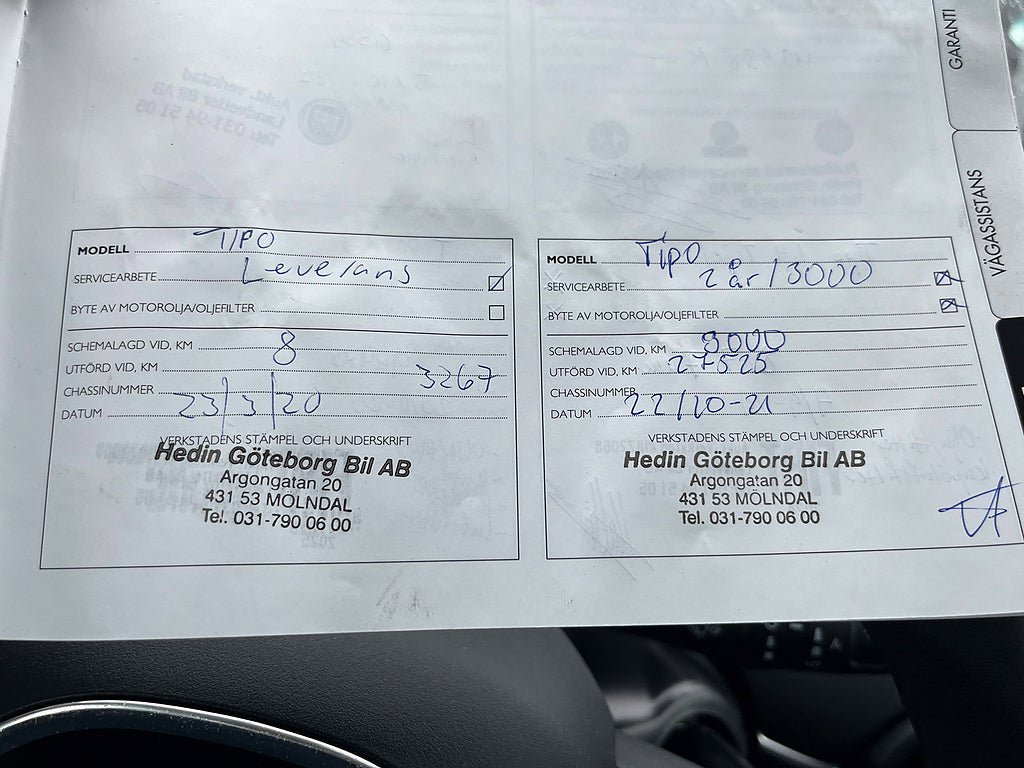 GARANTI
VÄGASSISTANS
MODELL TIPO
SERVICEARBETE Leverans
BYTE AV MOTOROLJA/OLJEFILTER
SCHEMALAGD VID, KM 8
UTFÖRD VID, KM
CHASSINUMMER 3267
DATUM 23/3/20
VERKSTADENS STÄMPEL OCH UNDERSKRIFT
Hedin Göteborg Bil AB
Argongatan 20
431 53 MÖLNDAL
Tel. 031-790 06 00
MODELL Tipo
SERVICEARBETE 2 år/3000
BYTE AV MOTOROLJA/OLJEFILTER
SCHEMALAGD VID, KM
UTFÖRD VID, KM 27525
CHASSINUMMER
DATUM 22/10-21
VERKSTADENS STÄMPEL OCH UNDERSKRIFT
Hedin Göteborg Bil AB
Argongatan 20
431 53 MÖLNDAL
Tel. 031-790 06 00